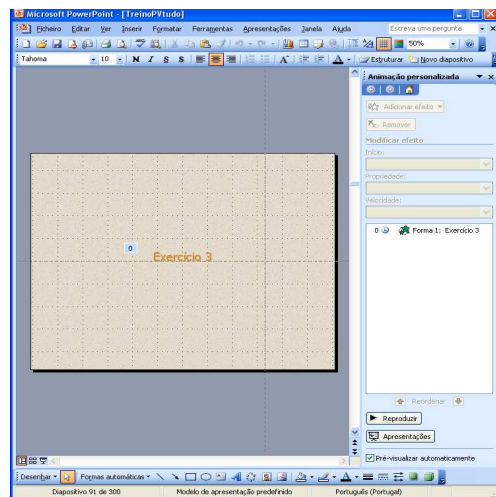 Microsoft PowerPoint - [TreinoPVtudo]
Ficheiro Editar Ver Inserir Formatar Ferramentas Apresentações Janela Ajuda Escreva uma pergunta
50%
Tahoma 10 N I S S A Estruturar Novo diapositivo
Animação personalizada
Adicionar efeito
Remover
Modificar efeito
Início:
Propriedade:
Velocidade:
0 Forma 1: Exercício 3
0
Exercício 3
Reordenar
Reproduzir
Apresentações
Pré-visualizar automaticamente
Desenhar Formas automáticas
Diapositivo 91 de 300 Modelo de apresentação predefinido Português (Portugal)